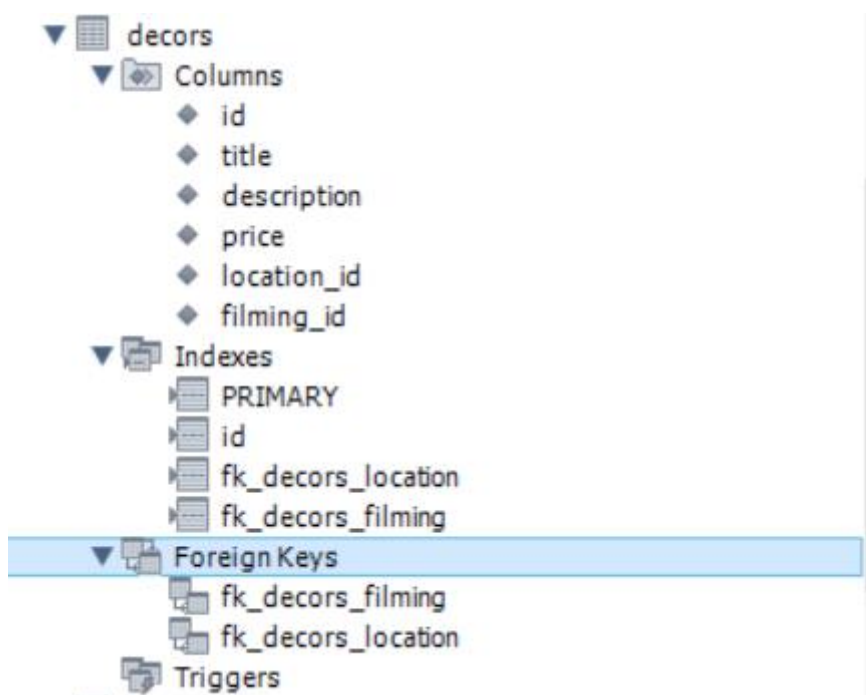 decors
Columns
id
title
description
price
location_id
filming_id
Indexes
PRIMARY
id
fk_decors_location
fk_decors_filming
Foreign Keys
fk_decors_filming
fk_decors_location
Triggers